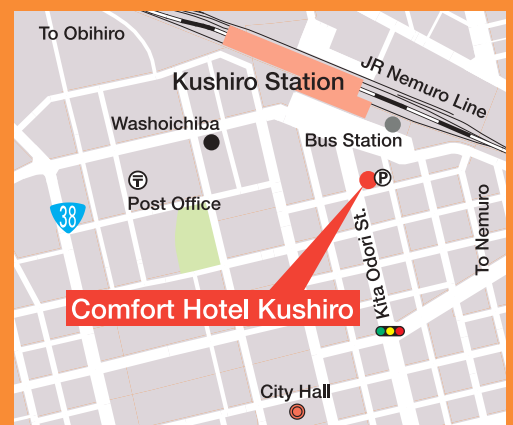 To Obihiro
Kushiro Station
JR Nemuro Line
Washoichiba
Bus Station
〒
Post Office
P
38
Kita Odori St.
To Nemuro
Comfort Hotel Kushiro
City Hall